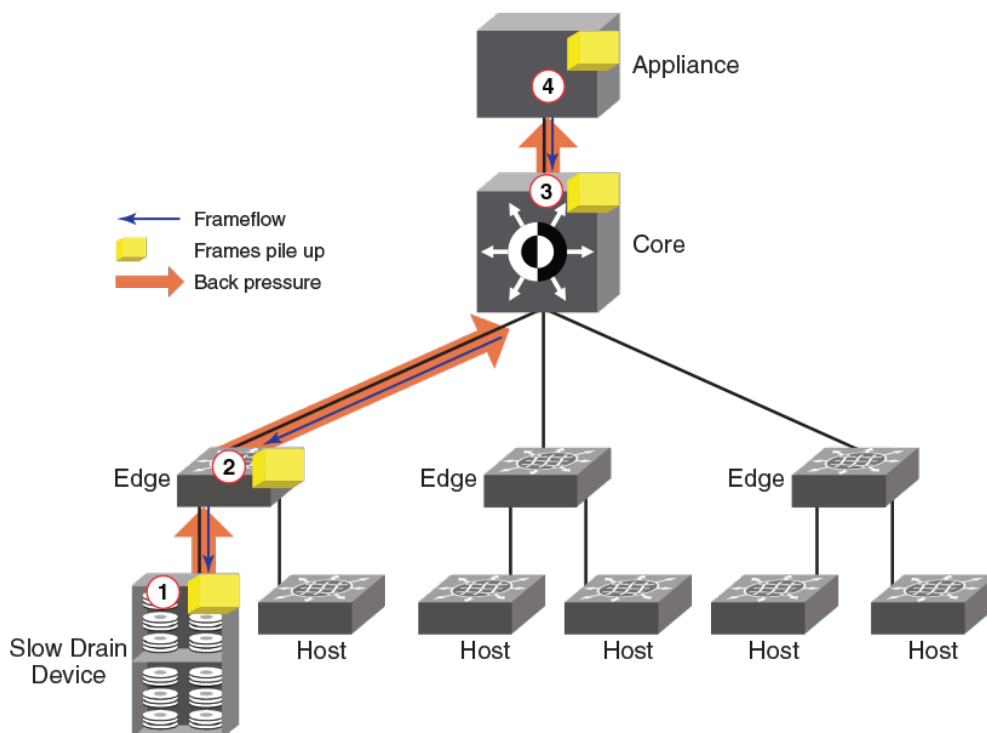 4
Appliance
3
Core
Frameflow
Frames pile up
Back pressure
2
Edge
Edge
Edge
1
Slow Drain
Device
Host
Host
Host
Host
Host